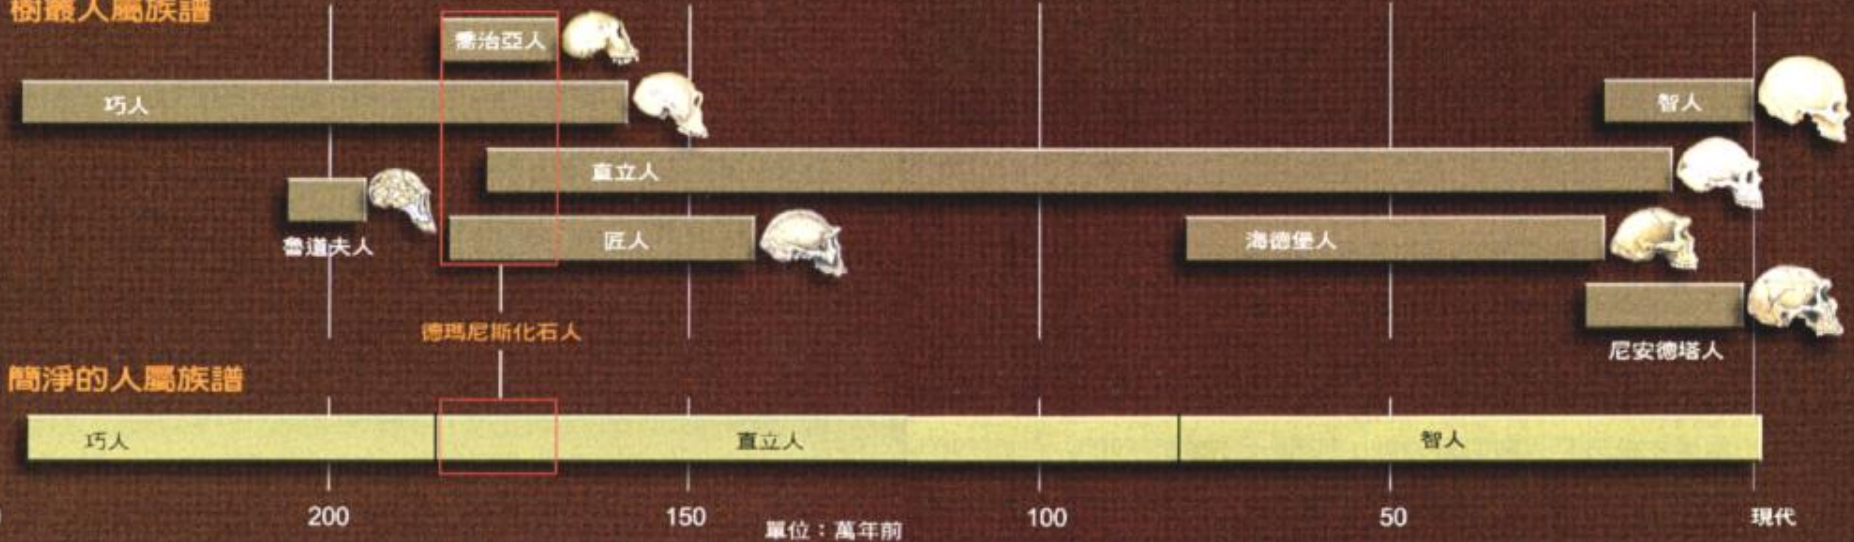 樹叢人屬族譜
喬治亞人
巧人
智人
直立人
魯道夫人
匠人
海德堡人
德瑪尼斯化石人
尼安德塔人
簡淨的人屬族譜
巧人
直立人
智人
200
150
單位：萬年前
100
50
現代